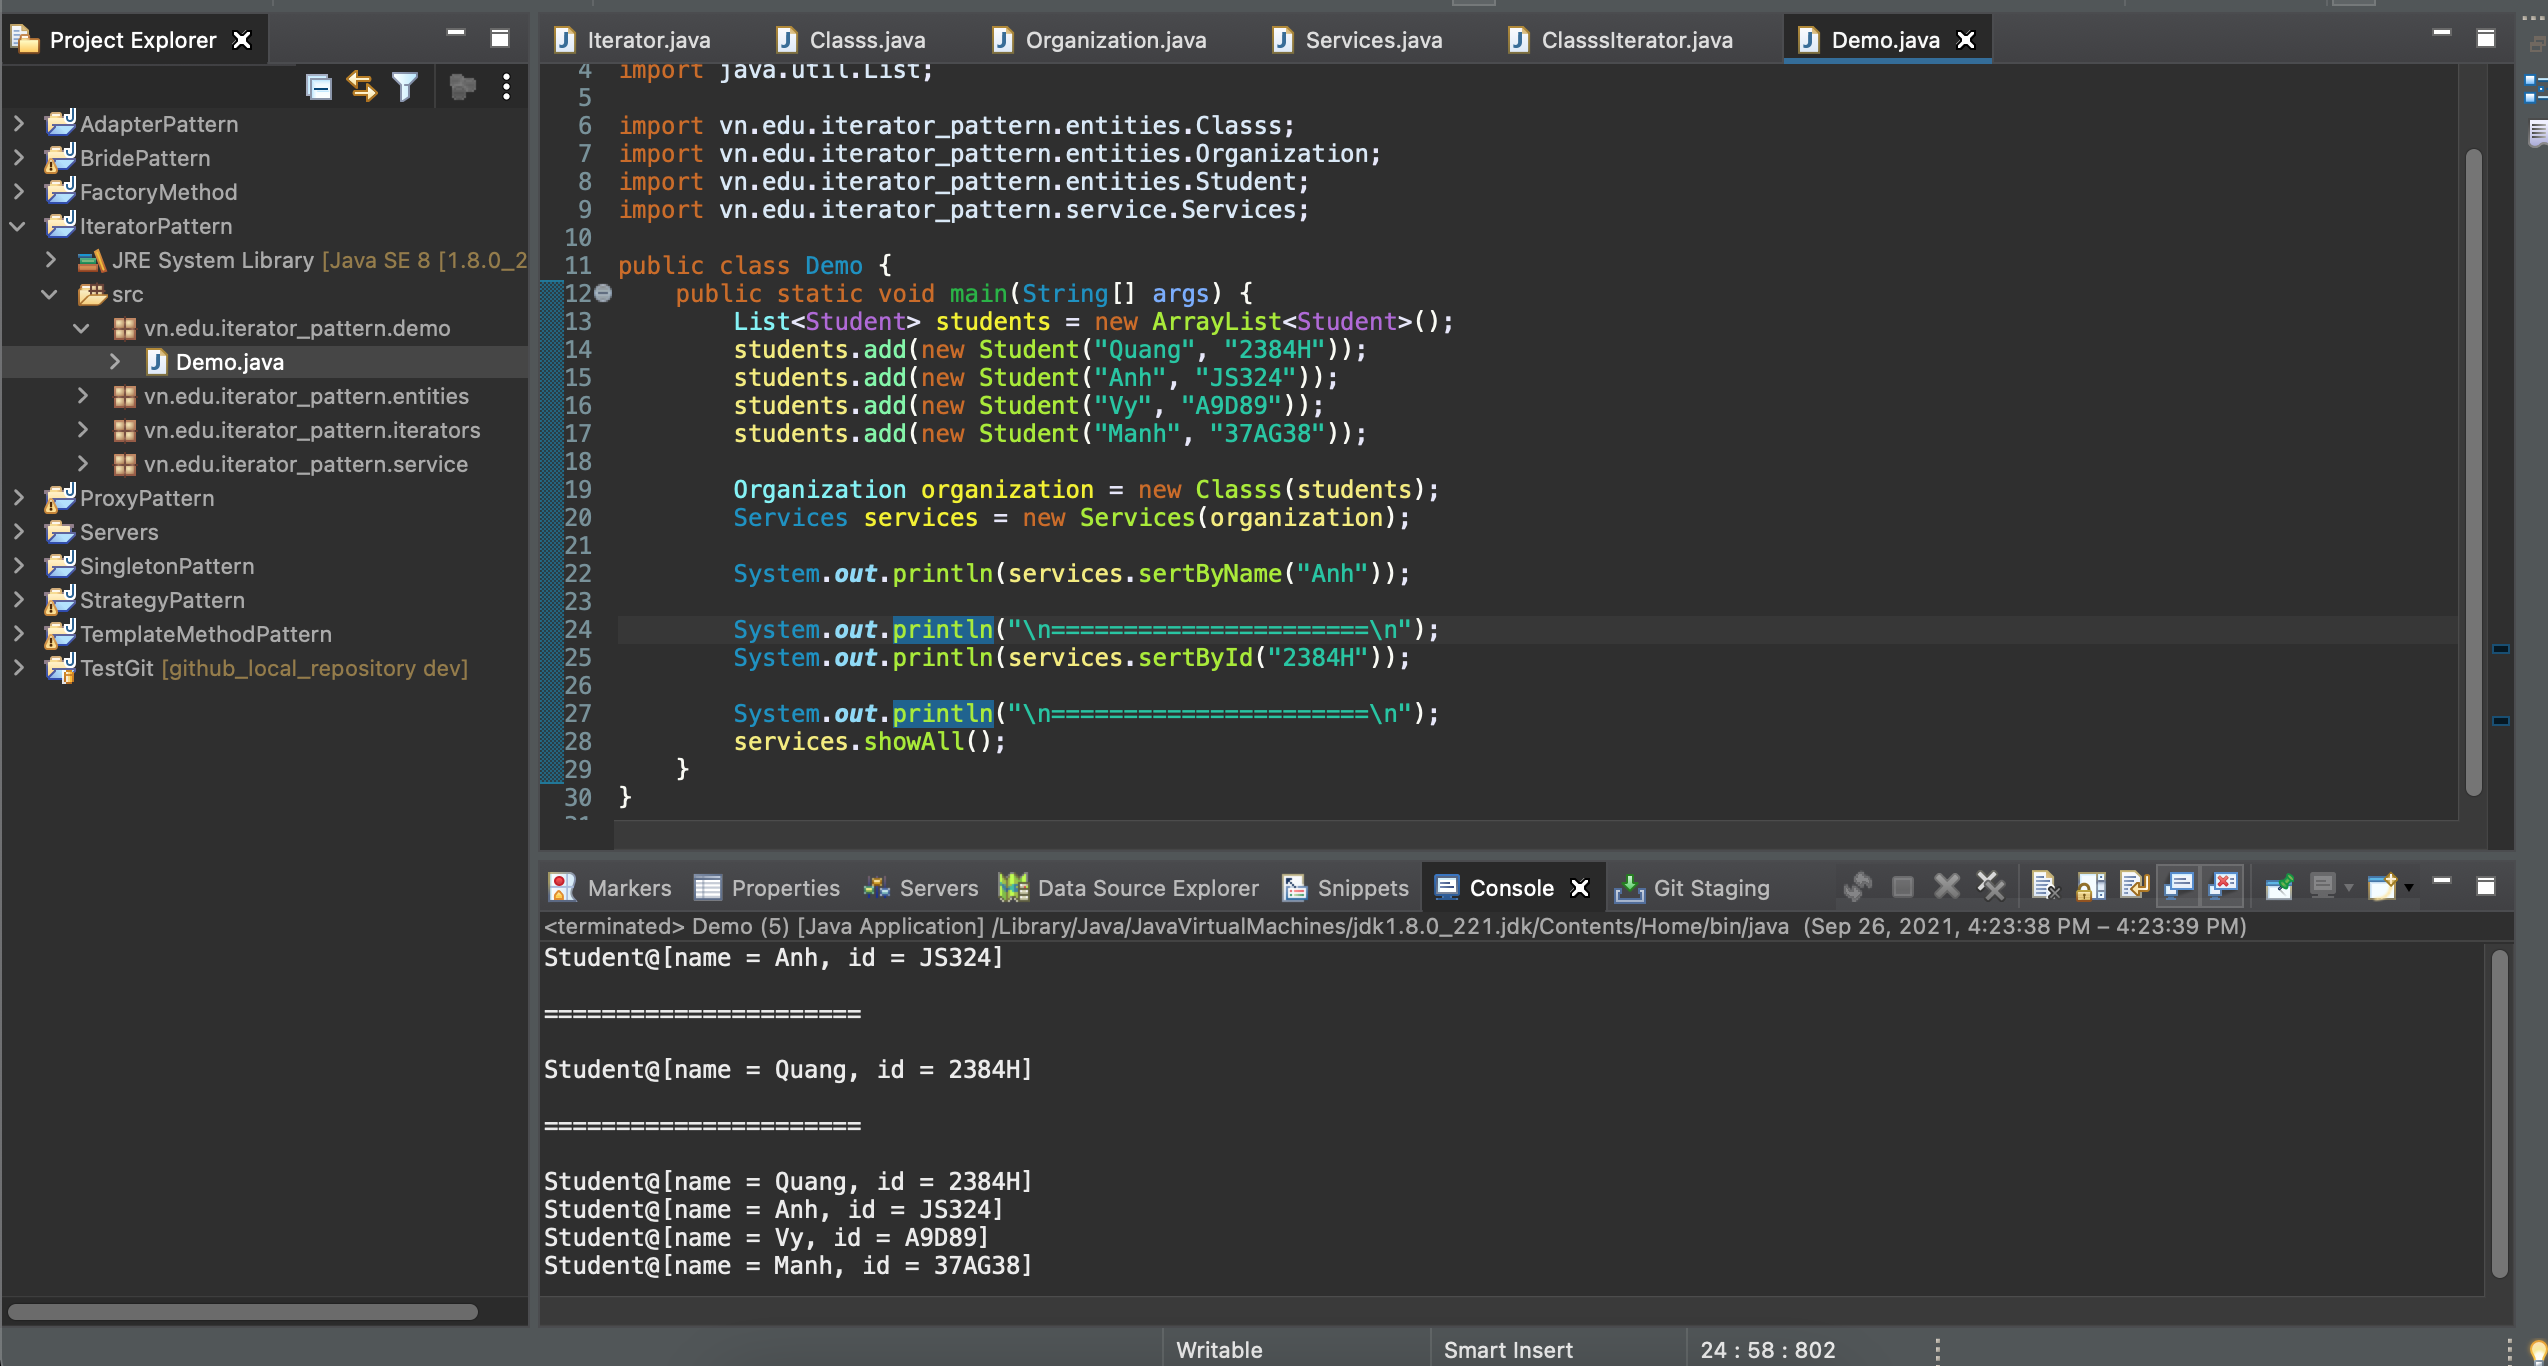 Project Explorer
AdapterPattern
BridePattern
FactoryMethod
IteratorPattern
JRE System Library [Java SE 8 [1.8.0_2
src
vn.edu.iterator_pattern.demo
Demo.java
vn.edu.iterator_pattern.entities
vn.edu.iterator_pattern.iterators
vn.edu.iterator_pattern.service
ProxyPattern
Servers
SingletonPattern
StrategyPattern
TemplateMethodPattern
TestGit [github_local_repository dev]
Iterator.java Classs.java Organization.java Services.java ClasssIterator.java Demo.java
4 import java.util.List;
5
6 import vn.edu.iterator_pattern.entities.Classs;
7 import vn.edu.iterator_pattern.entities.Organization;
8 import vn.edu.iterator_pattern.entities.Student;
9 import vn.edu.iterator_pattern.service.Services;
10
11 public class Demo {
12 public static void main(String[] args) {
13 List<Student> students = new ArrayList<Student>();
14 students.add(new Student("Quang", "2384H"));
15 students.add(new Student("Anh", "JS324"));
16 students.add(new Student("Vy", "A9D89"));
17 students.add(new Student("Manh", "37AG38"));
18
19 Organization organization = new Classs(students);
20 Services services = new Services(organization);
21
22 System.out.println(services.sertByName("Anh"));
23
24 System.out.println("\n======================\n");
25 System.out.println(services.sertById("2384H"));
26
27 System.out.println("\n======================\n");
28 services.showAll();
29 }
30 }
Markers Properties Servers Data Source Explorer Snippets Console Git Staging
<terminated> Demo (5) [Java Application] /Library/Java/JavaVirtualMachines/jdk1.8.0_221.jdk/Contents/Home/bin/java (Sep 26, 2021, 4:23:38 PM – 4:23:39 PM)
Student@[name = Anh, id = JS324]
======================
Student@[name = Quang, id = 2384H]
======================
Student@[name = Quang, id = 2384H]
Student@[name = Anh, id = JS324]
Student@[name = Vy, id = A9D89]
Student@[name = Manh, id = 37AG38]
Writable Smart Insert 24 : 58 : 802